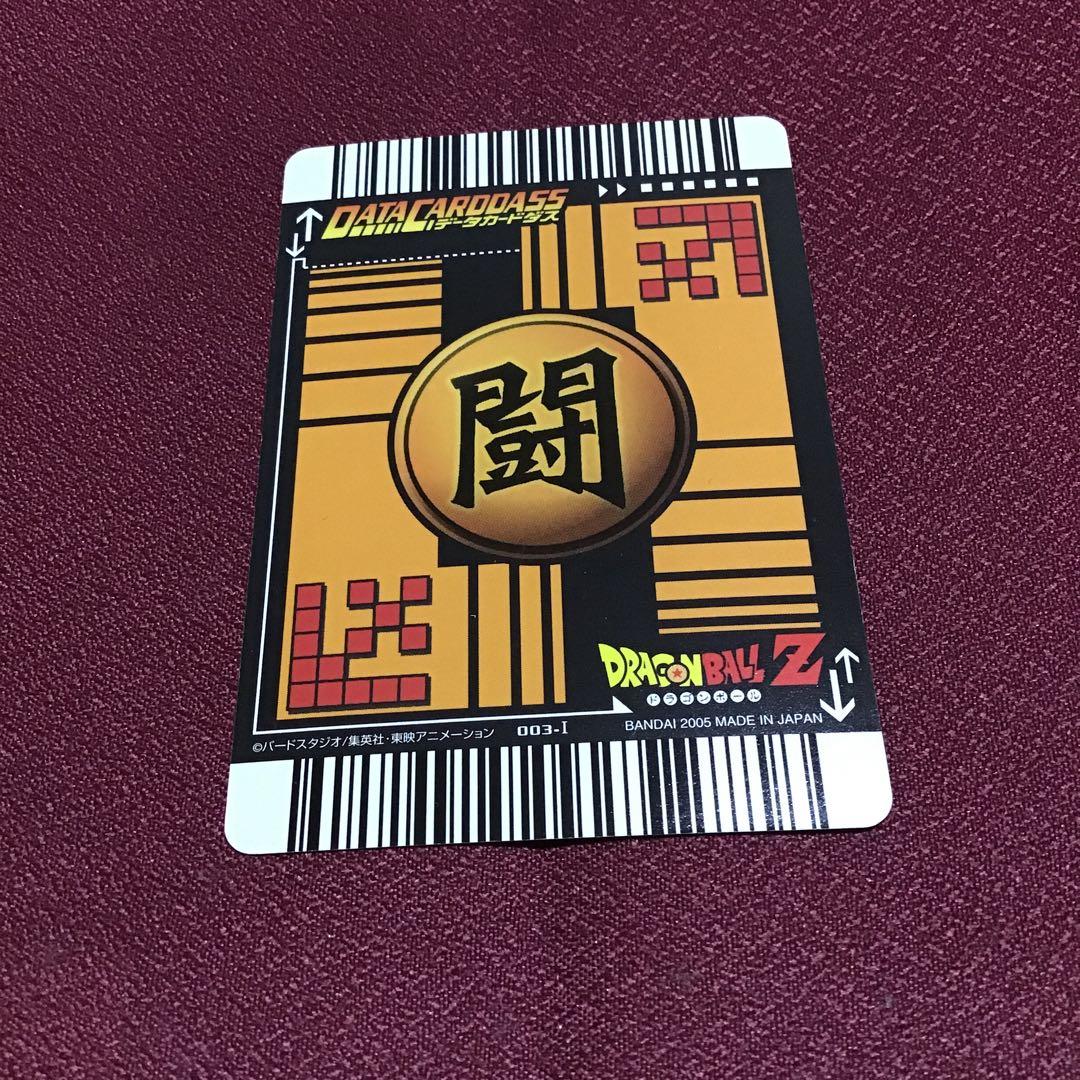 DATA CARDDASS
データカードダス
闘
DRAGON BALL Z
ドラゴンボール
003-I
BANDAI 2005 MADE IN JAPAN
©バードスタジオ/集英社・東映アニメーション